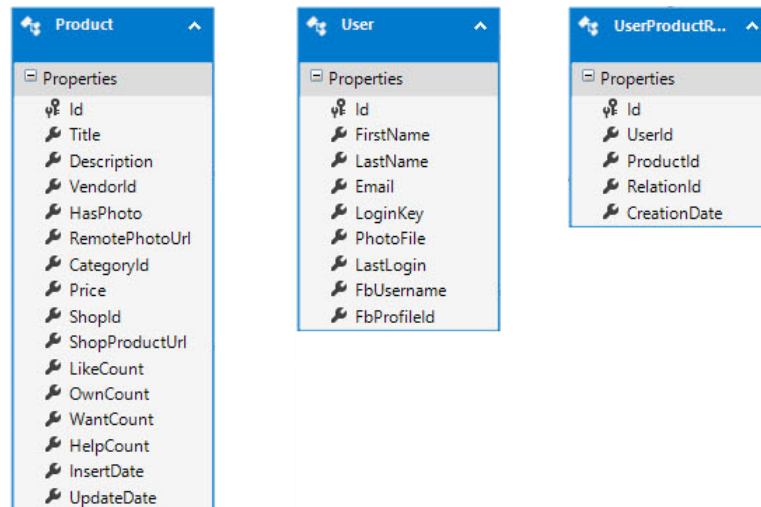 Product
Properties
Id
Title
Description
VendorId
HasPhoto
RemotePhotoUrl
CategoryId
Price
ShopId
ShopProductUrl
LikeCount
OwnCount
WantCount
HelpCount
InsertDate
UpdateDate
User
Properties
Id
FirstName
LastName
Email
LoginKey
PhotoFile
LastLogin
FbUsername
FbProfileId
UserProductR...
Properties
Id
UserId
ProductId
RelationId
CreationDate